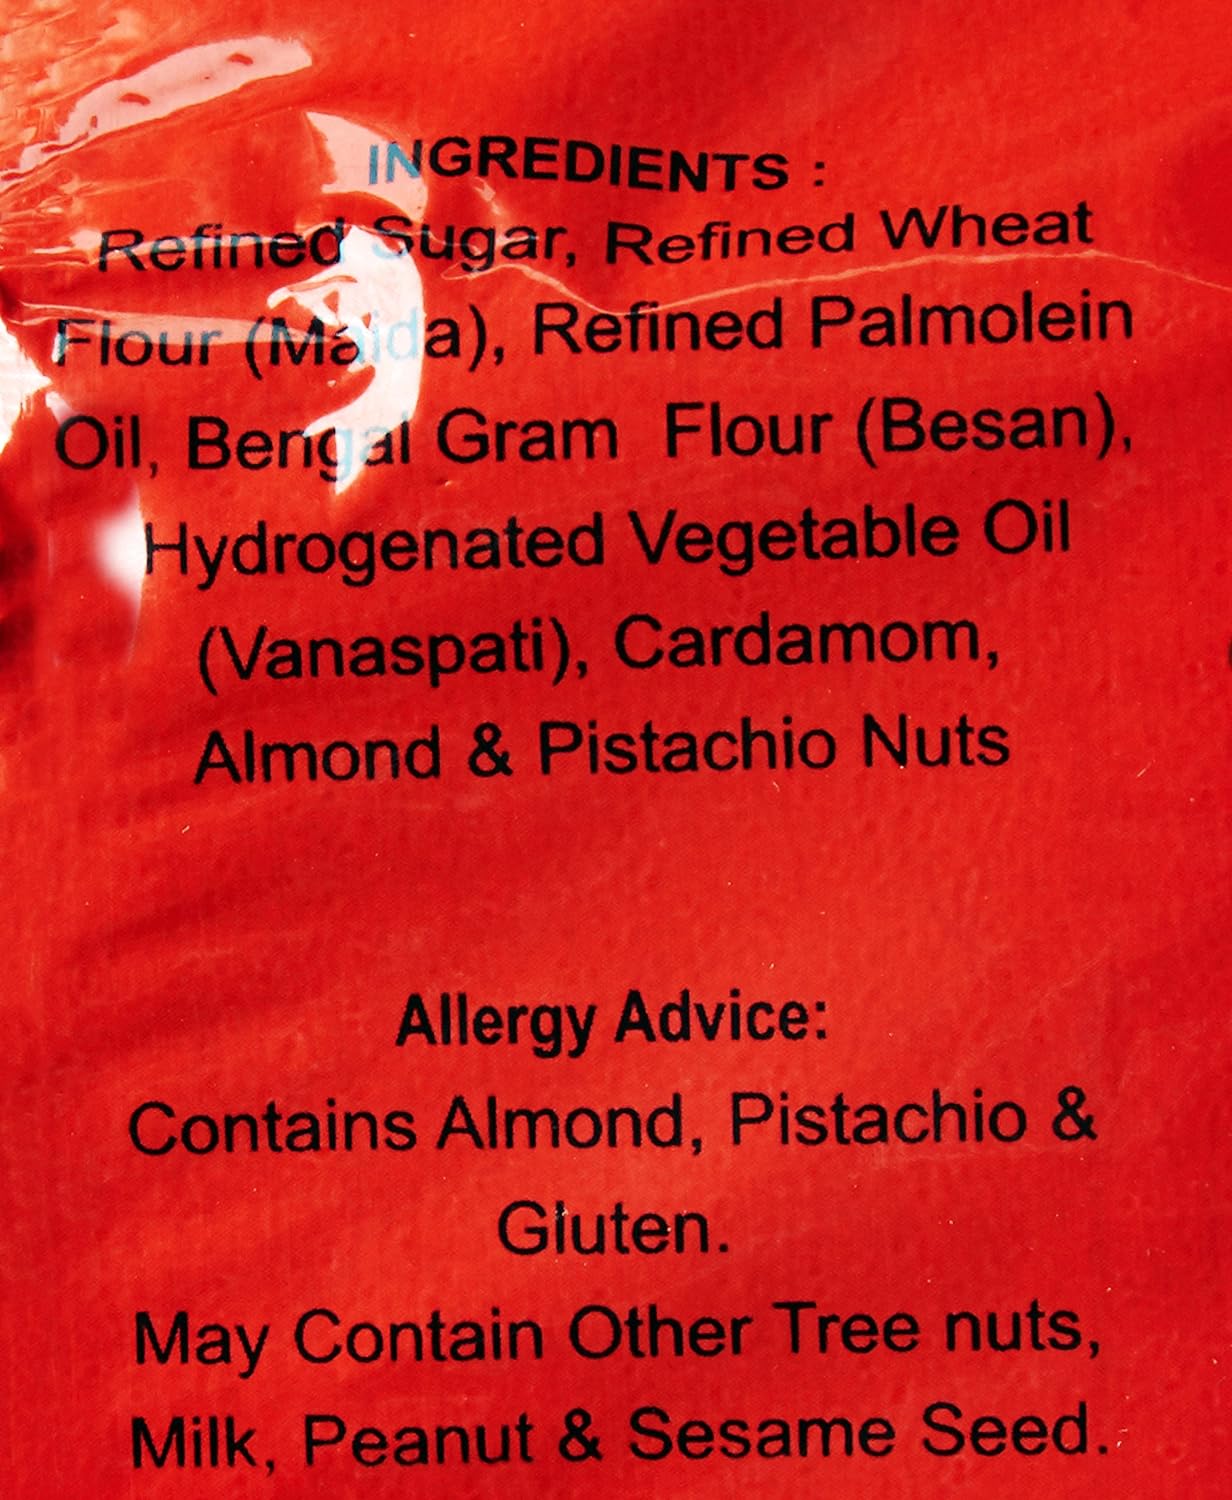 INGREDIENTS :
Refined Sugar, Refined Wheat
Flour (Maida), Refined Palmolein
Oil, Bengal Gram Flour (Besan),
Hydrogenated Vegetable Oil
(Vanaspati), Cardamom,
Almond & Pistachio Nuts
Allergy Advice:
Contains Almond, Pistachio &
Gluten.
May Contain Other Tree nuts,
Milk, Peanut & Sesame Seed.